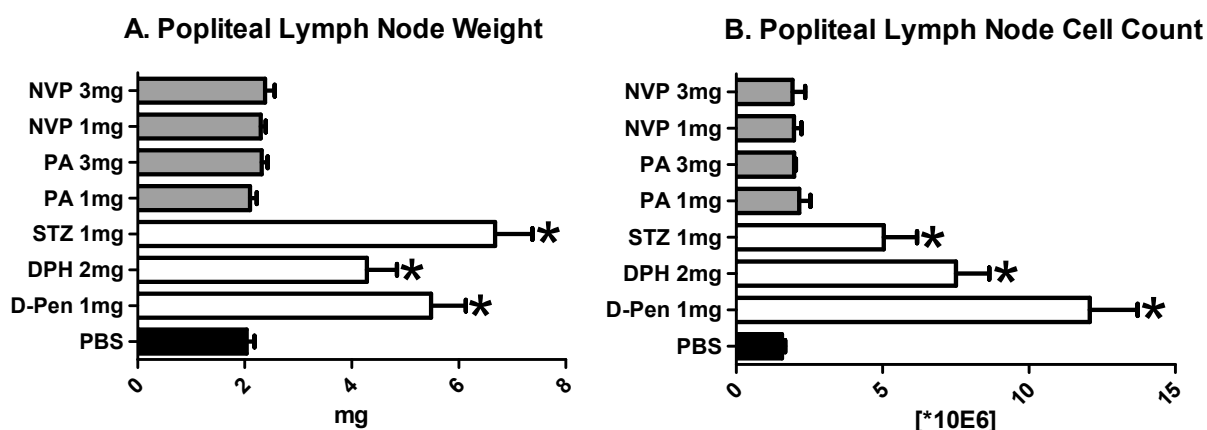 A. Popliteal Lymph Node Weight
NVP 3mg
NVP 1mg
PA 3mg
PA 1mg
STZ 1mg
*
DPH 2mg
*
D-Pen 1mg
*
PBS
0
2
4
6
8
mg
B. Popliteal Lymph Node Cell Count
NVP 3mg
NVP 1mg
PA 3mg
PA 1mg
STZ 1mg
*
DPH 2mg
*
D-Pen 1mg
*
PBS
0
5
10
15
[*10E6]